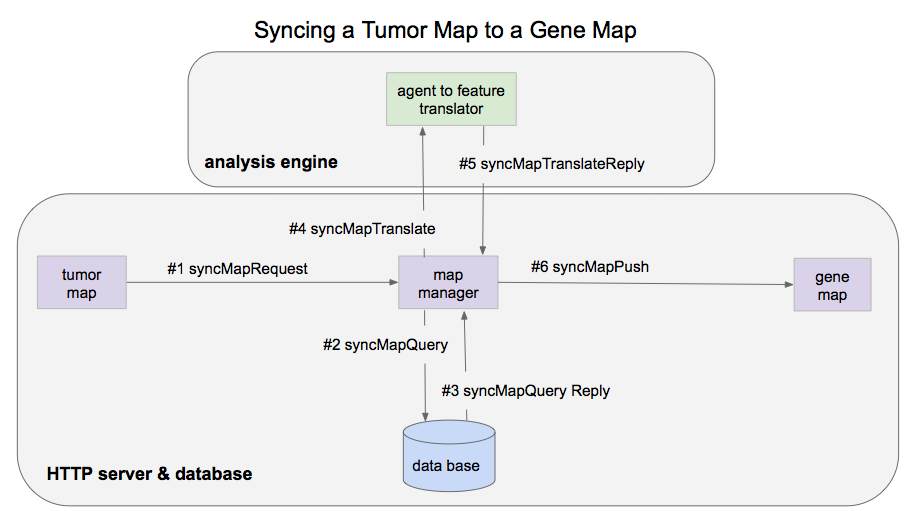 Syncing a Tumor Map to a Gene Map
agent to feature
translator
analysis engine
#5 syncMapTranslateReply
#4 syncMapTranslate
tumor
map
#1 syncMapRequest
map
manager
#6 syncMapPush
gene
map
#2 syncMapQuery
#3 syncMapQuery Reply
data base
HTTP server & database